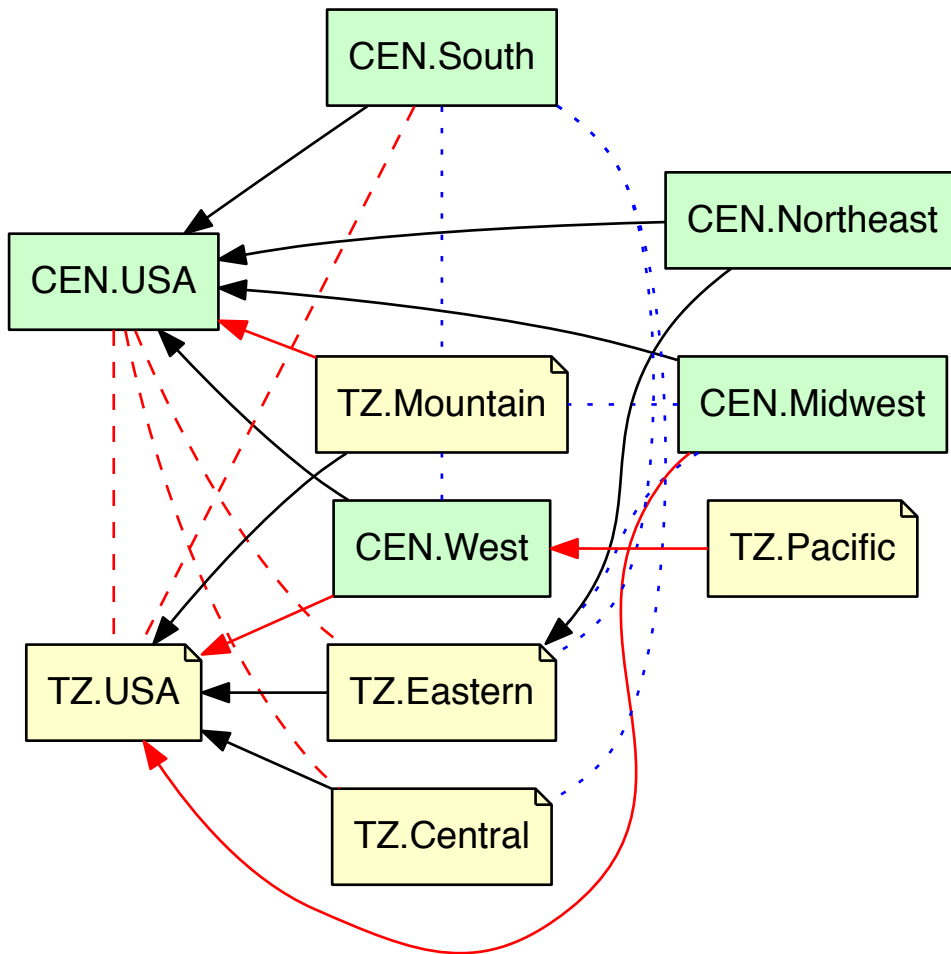 CEN.South
CEN.Northeast
CEN.USA
TZ.Mountain
CEN.Midwest
CEN.West
TZ.Pacific
TZ.USA
TZ.Eastern
TZ.Central